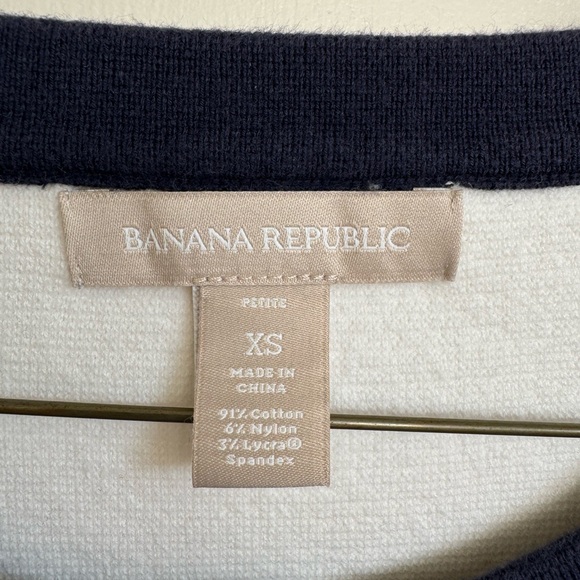 BANANA REPUBLIC
PETITE
XS
MADE IN
CHINA
91% Cotton
6% Nylon
3% Lycra®
Spandex